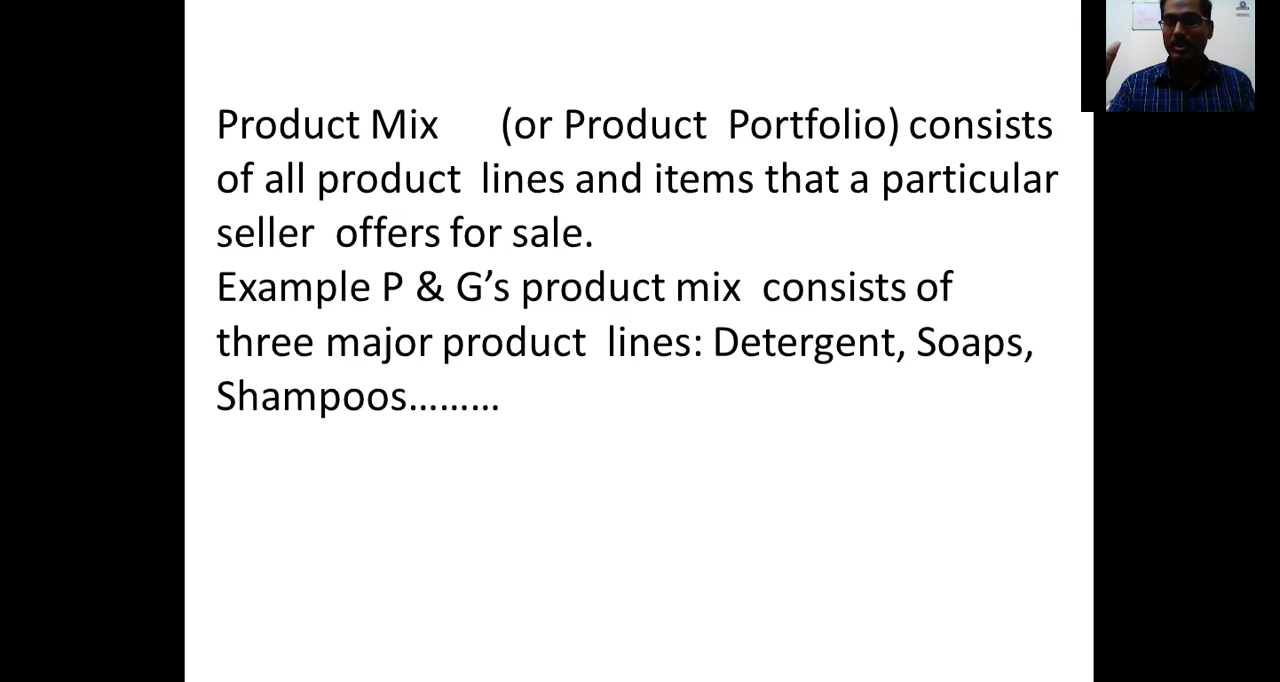 Product Mix (or Product Portfolio) consists
of all product lines and items that a particular
seller offers for sale.
Example P & G’s product mix consists of
three major product lines: Detergent, Soaps,
Shampoos………